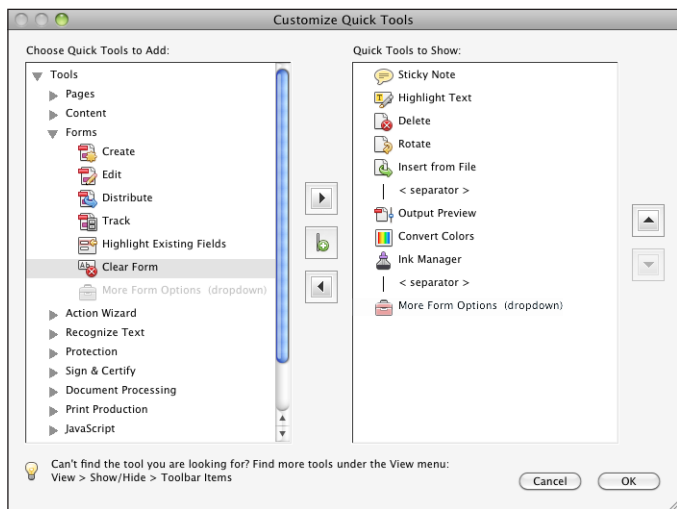 Customize Quick Tools
Choose Quick Tools to Add:
Tools
Pages
Content
Forms
Create
Edit
Distribute
Track
Highlight Existing Fields
Clear Form
More Form Options (dropdown)
Action Wizard
Recognize Text
Protection
Sign & Certify
Document Processing
Print Production
JavaScript
Quick Tools to Show:
Sticky Note
Highlight Text
Delete
Rotate
Insert from File
< separator >
Output Preview
Convert Colors
Ink Manager
< separator >
More Form Options (dropdown)
Can't find the tool you are looking for? Find more tools under the View menu:
View > Show/Hide > Toolbar Items
Cancel
OK